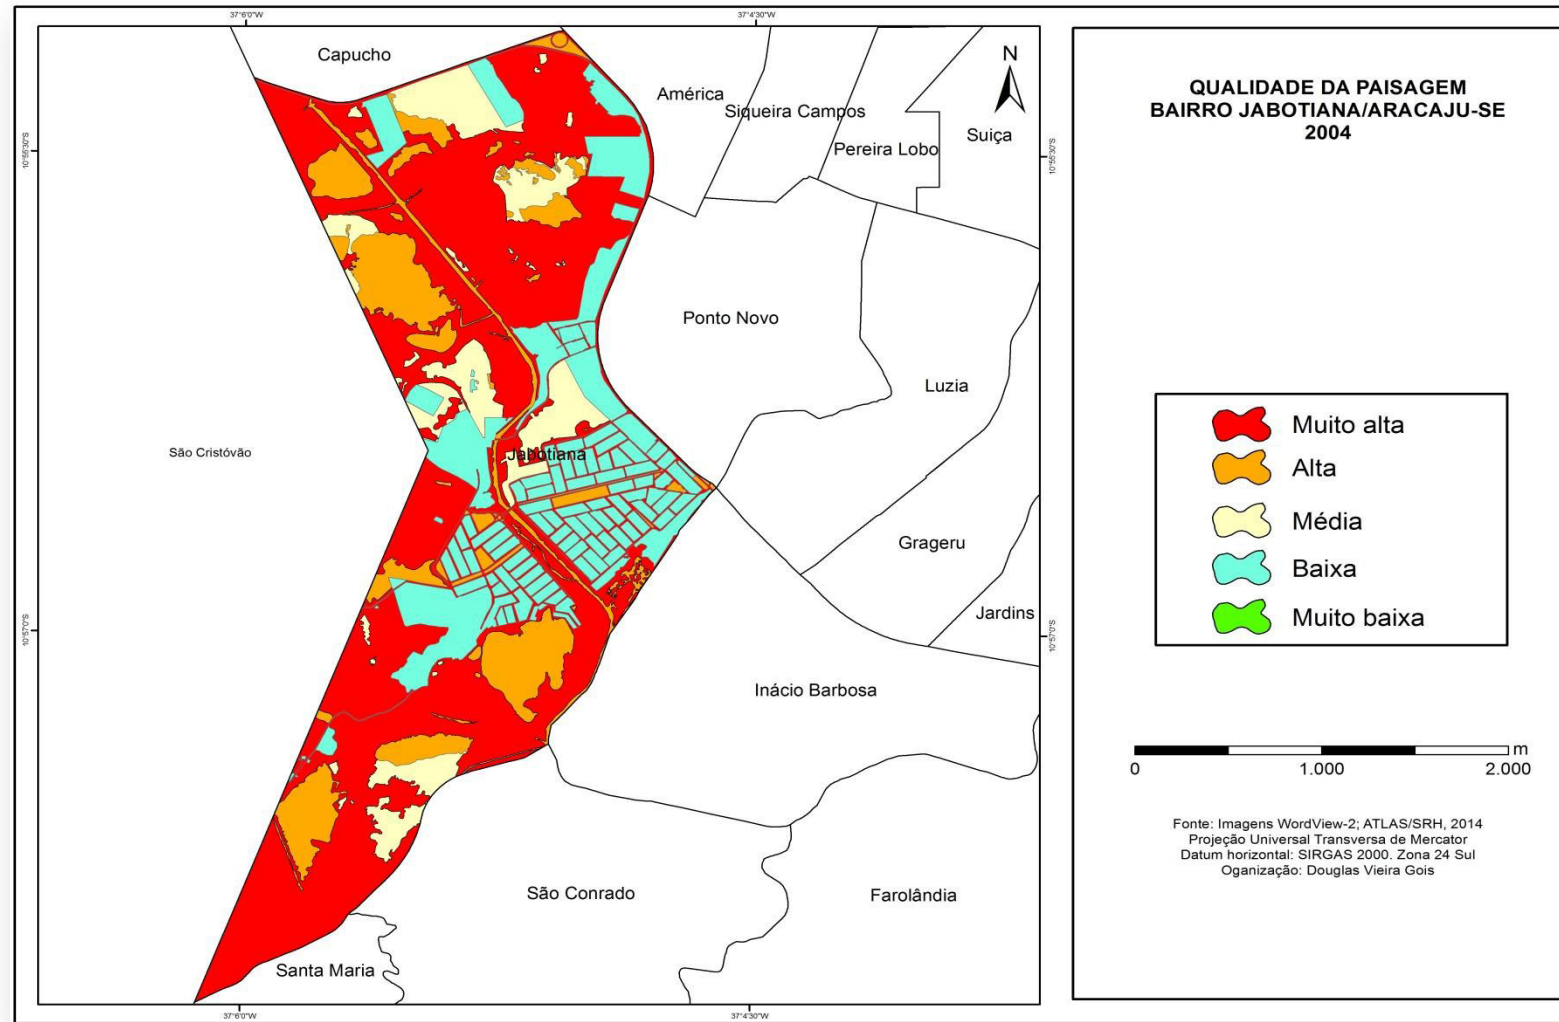 37°6'0"W
37°4'30"W
Capucho
N
América
Siqueira Campos
Suiça
Pereira Lobo
10°55'30"S
10°55'30"S
Ponto Novo
Luzia
São Cristóvão
Jabotiana
Grageru
Jardins
10°57'0"S
10°57'0"S
Inácio Barbosa
São Conrado
Farolândia
Santa Maria
37°6'0"W
37°4'30"W
QUALIDADE DA PAISAGEM
BAIRRO JABOTIANA/ARACAJU-SE
2004
Muito alta
Alta
Média
Baixa
Muito baixa
m
0 1.000 2.000
Fonte: Imagens WordView-2; ATLAS/SRH, 2014
Projeção Universal Transversa de Mercator
Datum horizontal: SIRGAS 2000. Zona 24 Sul
Oganização: Douglas Vieira Gois